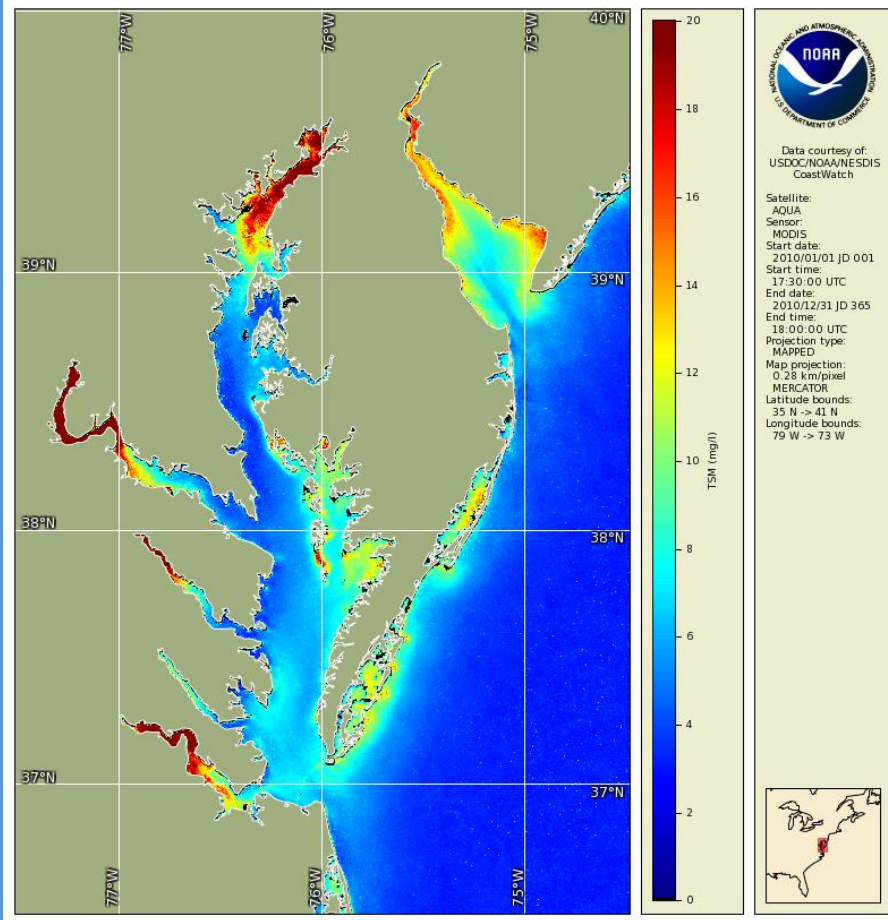 77°W
76°W
75°W
40°N
39°N
39°N
38°N
38°N
37°N
37°N
77°W
76°W
75°W
20
18
16
14
12
10
8
6
4
2
0
TSM (mg/l)
NATIONAL OCEANIC AND ATMOSPHERIC ADMINISTRATION
NOAA
U.S. DEPARTMENT OF COMMERCE
Data courtesy of:
USDOC/NOAA/NESDIS
CoastWatch
Satellite:
AQUA
Sensor:
MODIS
Start date:
2010/01/01 JD 001
Start time:
17:30:00 UTC
End date:
2010/12/31 JD 365
End time:
18:00:00 UTC
Projection type:
MAPPED
Map projection:
0.28 km/pixel
MERCATOR
Latitude bounds:
35 N -> 41 N
Longitude bounds:
79 W -> 73 W